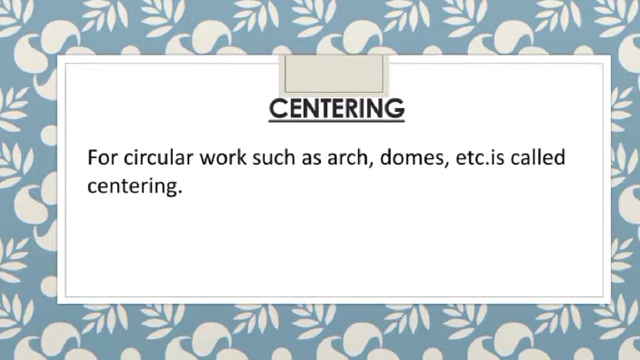 CENTERING
For circular work such as arch, domes, etc.is called
centering.